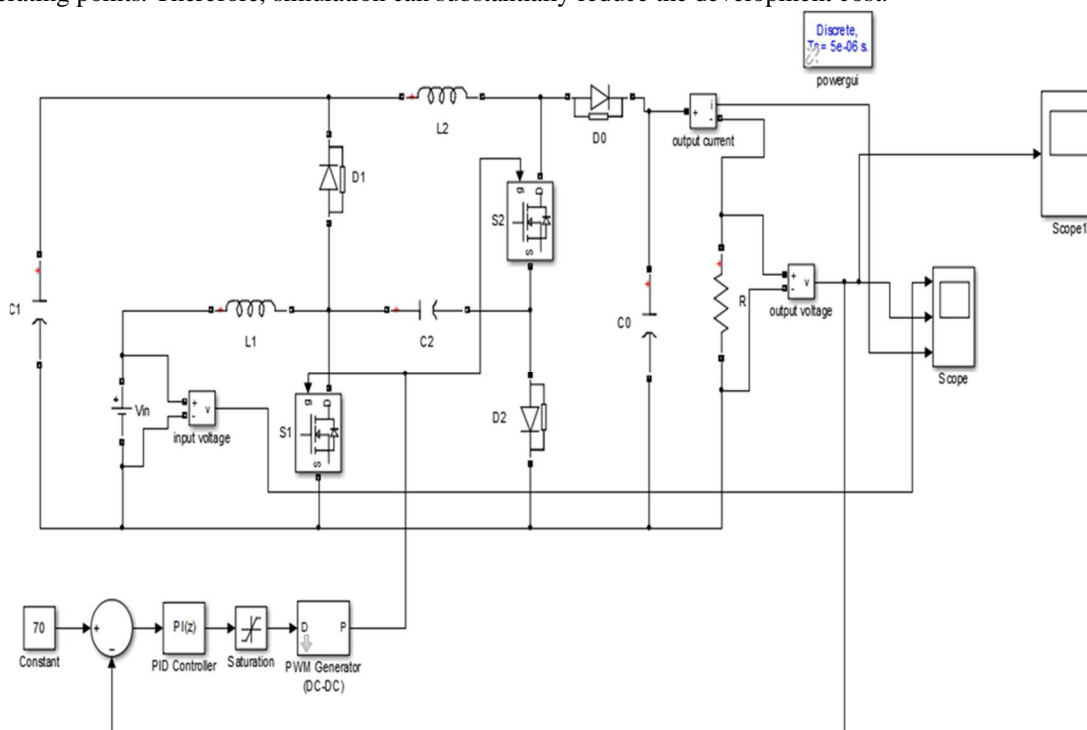 erating points. Therefore, simulation can substantially reduce the development cost.
Discrete,
Ts = 5e-06 s.
powergui
L2
D0
output current
i
+
-
D1
S2
g
D
S
Scope1
C1
L1
C2
C0
R
+
-
v
output voltage
Scope
Vin
+
-
v
input voltage
S1
g
D
S
D2
70
Constant
+
-
PI(z)
PID Controller
Saturation
D
P
PWM Generator
(DC-DC)